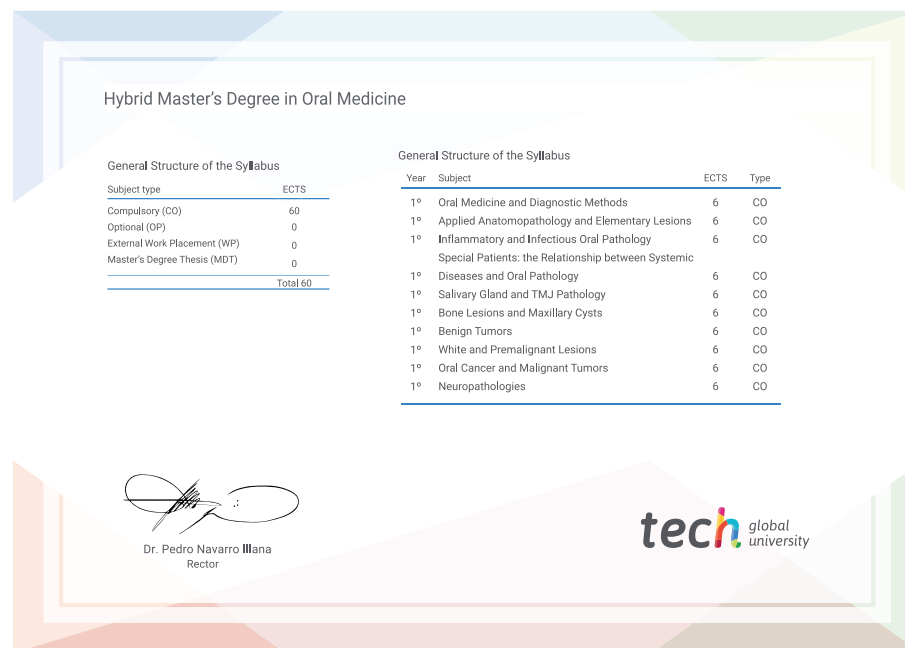 Hybrid Master's Degree in Oral Medicine
General Structure of the Syllabus
Subject type ECTS
Compulsory (CO) 60
Optional (OP) 0
External Work Placement (WP) 0
Master's Degree Thesis (MDT) 0
Total 60
General Structure of the Syllabus
Year Subject ECTS Type
1º Oral Medicine and Diagnostic Methods 6 CO
1º Applied Anatomopathology and Elementary Lesions 6 CO
1º Inflammatory and Infectious Oral Pathology 6 CO
Special Patients: the Relationship between Systemic
1º Diseases and Oral Pathology 6 CO
1º Salivary Gland and TMJ Pathology 6 CO
1º Bone Lesions and Maxillary Cysts 6 CO
1º Benign Tumors 6 CO
1º White and Premalignant Lesions 6 CO
1º Oral Cancer and Malignant Tumors 6 CO
1º Neuropathologies 6 CO
Dr. Pedro Navarro Illana
Rector
tech global
university